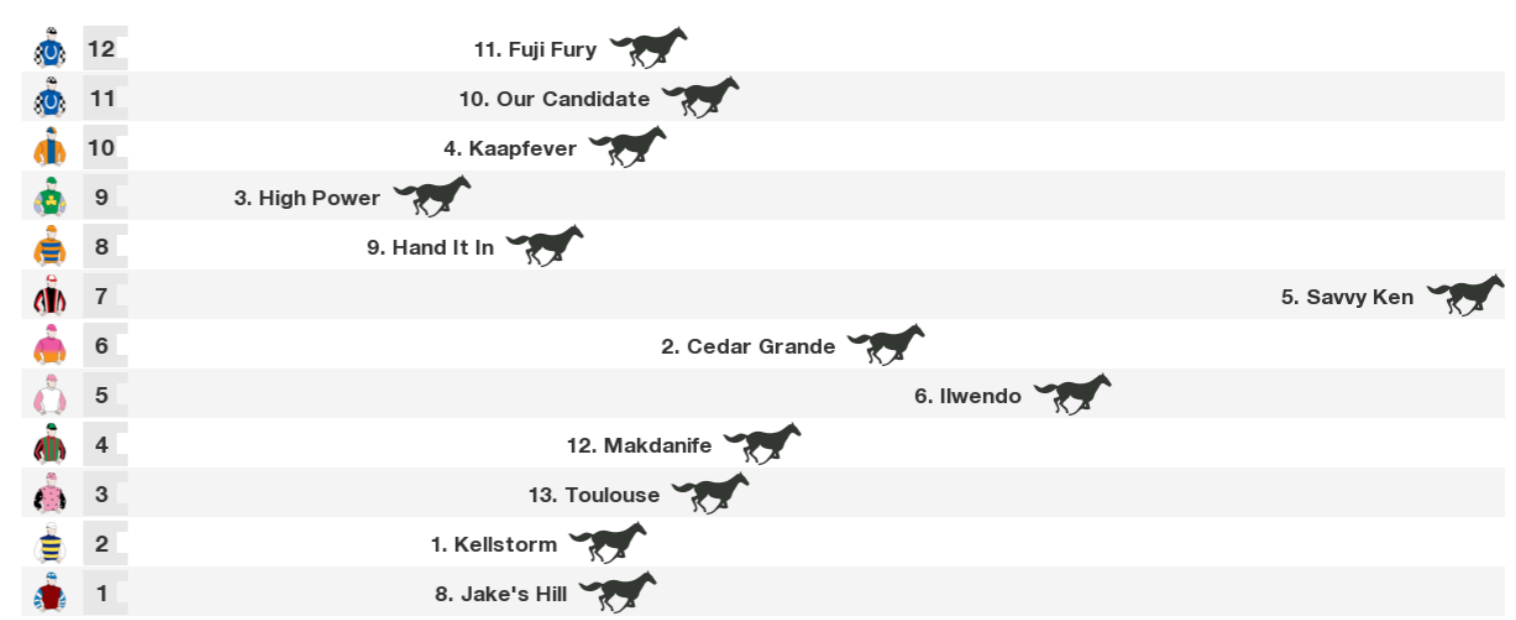 12 11. Fuji Fury
11 10. Our Candidate
10 4. Kaapfever
9 3. High Power
8 9. Hand It In
7 5. Savvy Ken
6 2. Cedar Grande
5 6. Ilwendo
4 12. Makdanife
3 13. Toulouse
2 1. Kellstorm
1 8. Jake's Hill